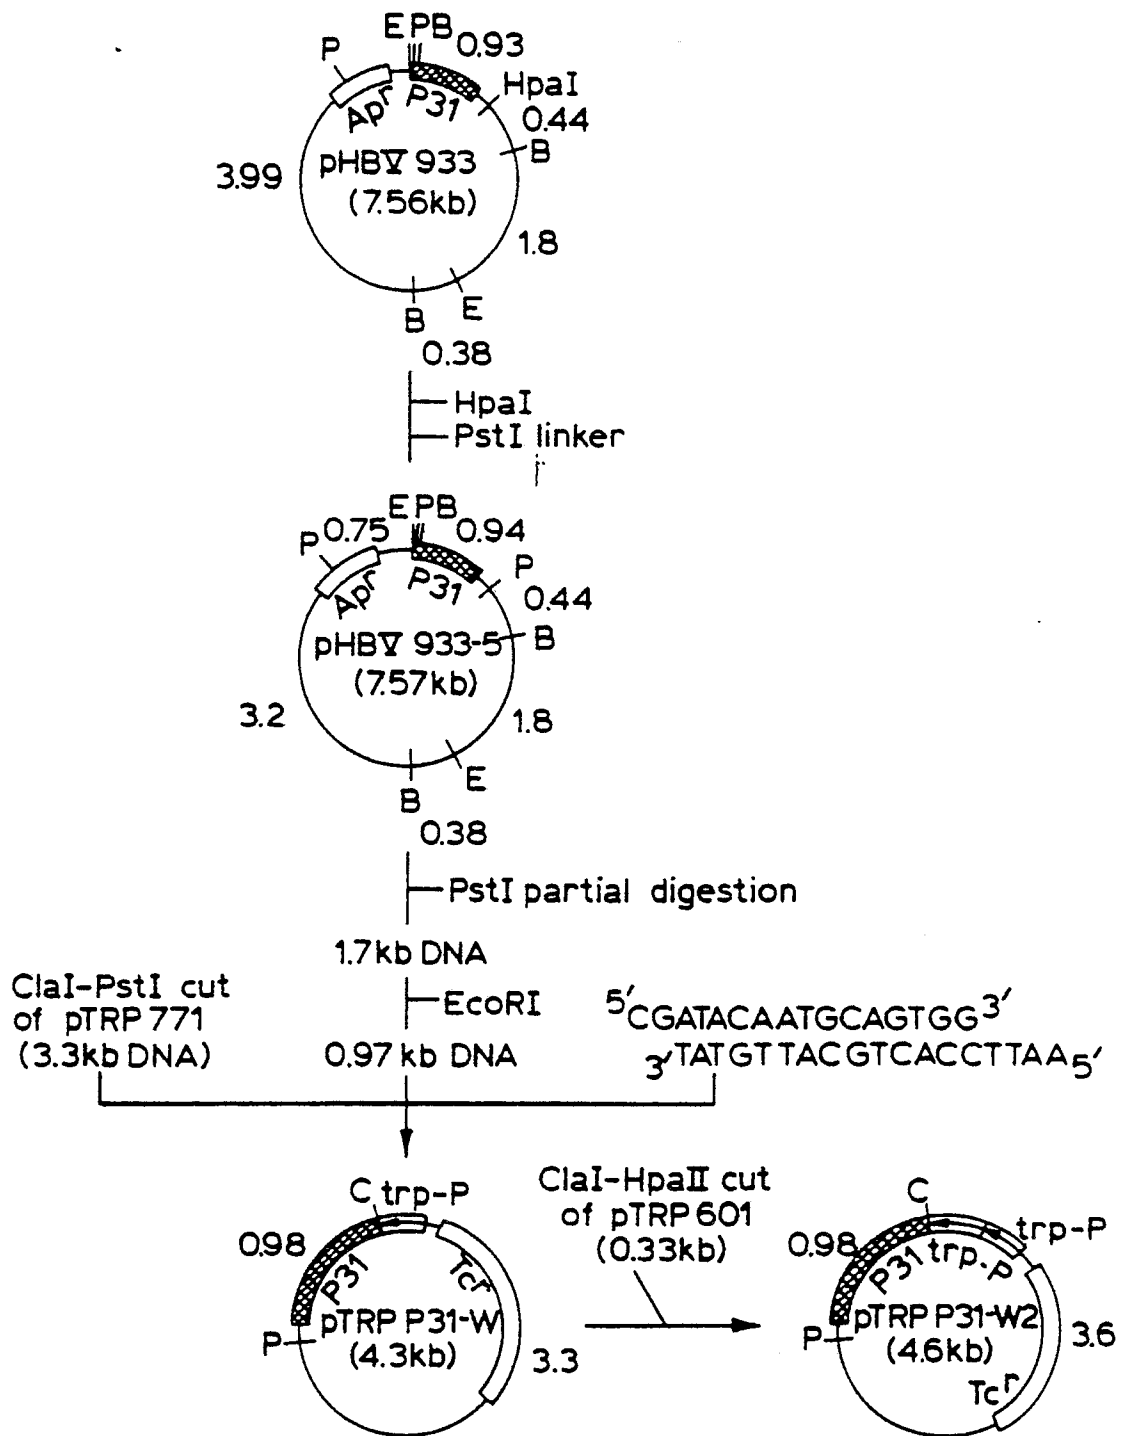 EPB 0.93
P
HpaI
Apr
P31
0.44
B
pHBV 933
(7.56kb)
3.99
1.8
E
B
0.38
HpaI
PstI linker
EPB
0.75
0.94
P
P
Apr
P31
0.44
B
pHBV 933-5
(7.57kb)
3.2
1.8
E
B
0.38
PstI partial digestion
1.7kb DNA
ClaI-PstI cut
of pTRP 771
(3.3kb DNA)
EcoRI
0.97 kb DNA
5'CGATACAATGCAGTGG3'
3'TATGTTACGTCACCTTAA5'
C trp-P
0.98
P31
Tcr
P
pTRP P31-W
(4.3kb)
3.3
ClaI-HpaII cut
of pTRP 601
(0.33kb)
C
trp-P
0.98
P31
trp-P
P
pTRP P31-W2
(4.6kb)
3.6
Tcr